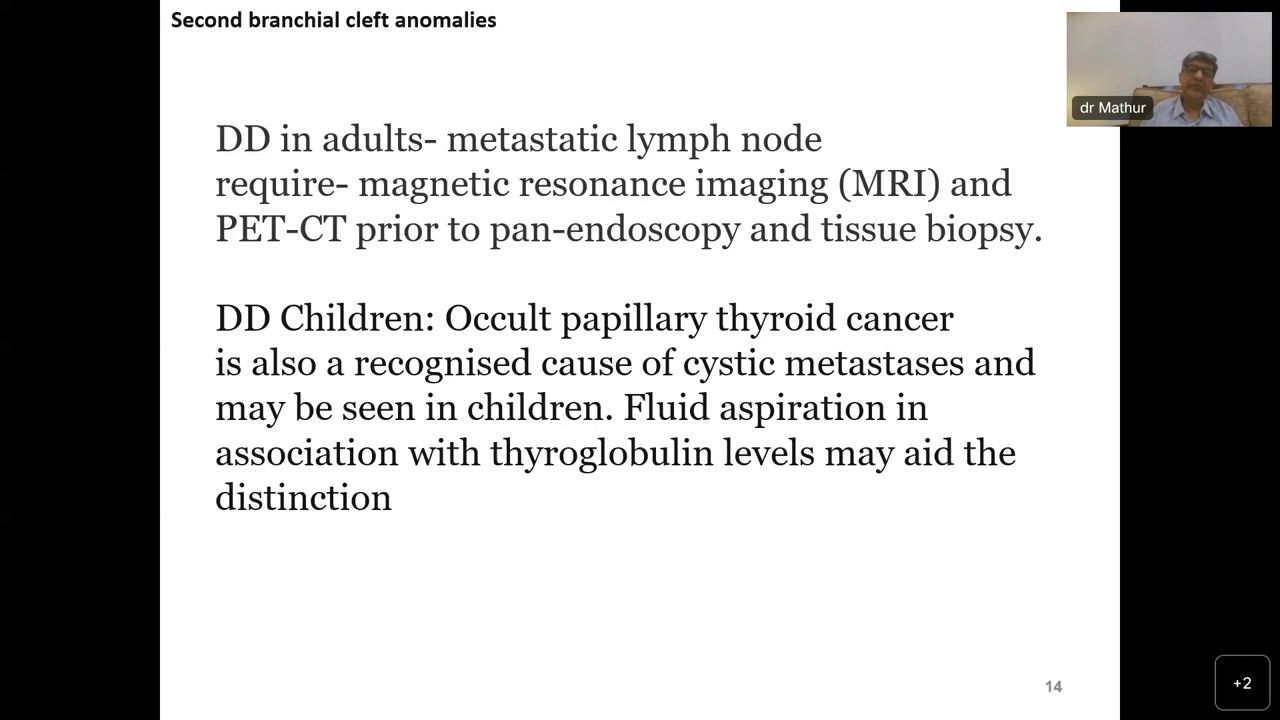 Second branchial cleft anomalies
dr Mathur
DD in adults- metastatic lymph node
require- magnetic resonance imaging (MRI) and
PET-CT prior to pan-endoscopy and tissue biopsy.
DD Children: Occult papillary thyroid cancer
is also a recognised cause of cystic metastases and
may be seen in children. Fluid aspiration in
association with thyroglobulin levels may aid the
distinction
14
+2